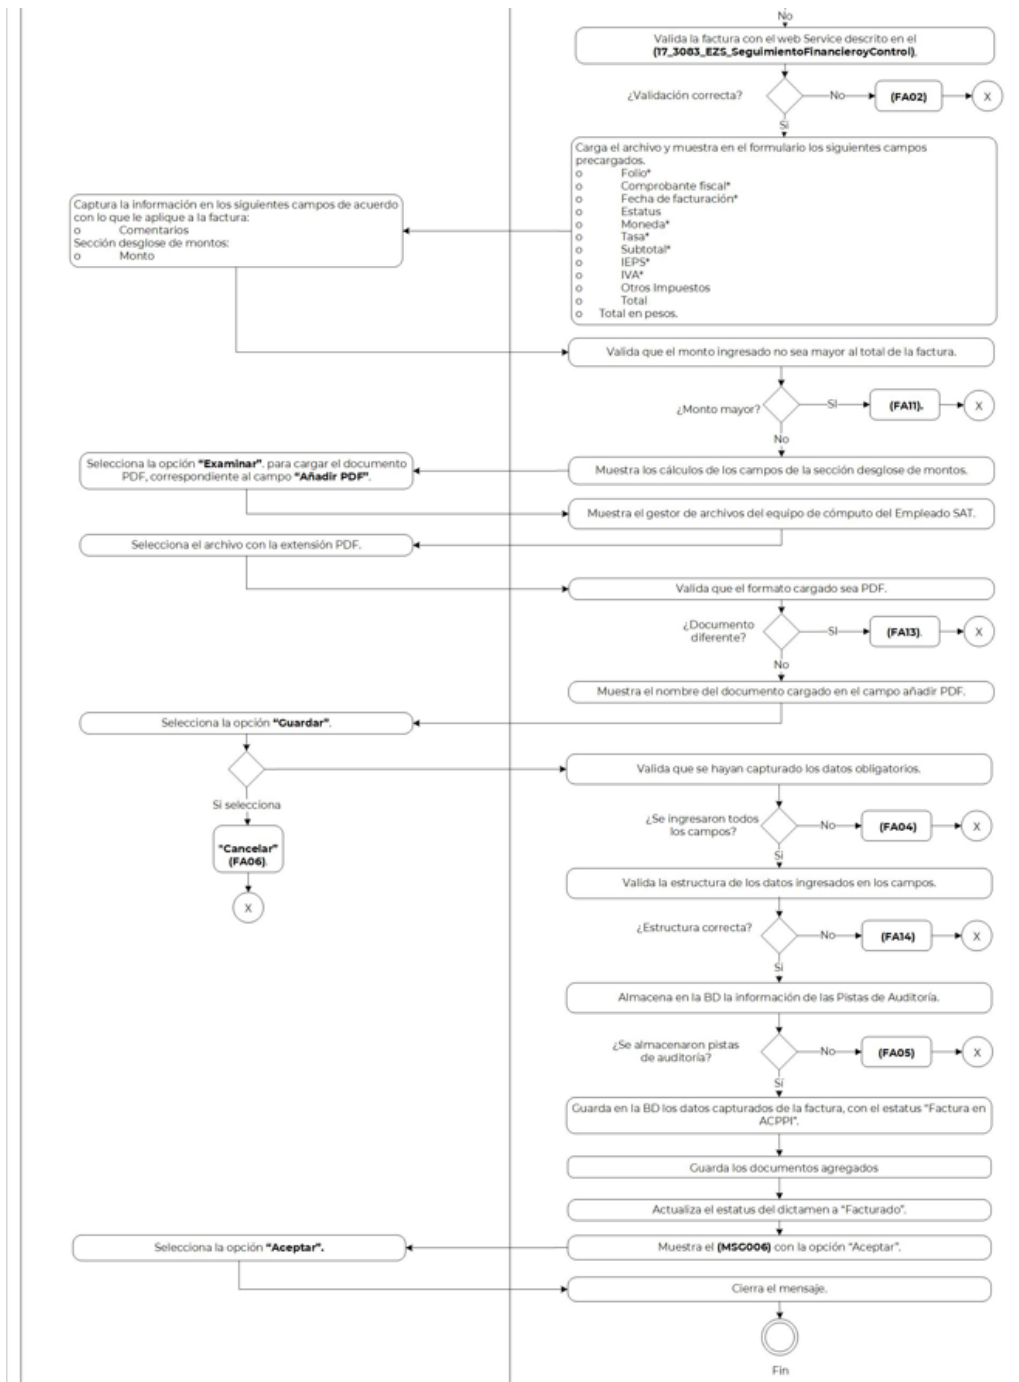 No
Valida la factura con el web Service descrito en el
(17_3083_EZS_SeguimientoFinancieroyControl).
¿Validación correcta?
No
(FA02)
X
Si
Carga el archivo y muestra en el formulario los siguientes campos
precargados.
o Folio*
o Comprobante fiscal*
o Fecha de facturación*
o Estatus
o Moneda*
o Tasa*
o Subtotal*
o IEPS*
o IVA*
o Otros Impuestos
o Total
o Total en pesos.
Captura la información en los siguientes campos de acuerdo
con lo que le aplique a la factura:
o Comentarios
Sección desglose de montos:
o Monto
Valida que el monto ingresado no sea mayor al total de la factura.
¿Monto mayor?
SI
(FA11).
X
No
Muestra los cálculos de los campos de la sección desglose de montos.
Selecciona la opción “Examinar”. para cargar el documento
PDF, correspondiente al campo “Añadir PDF”.
Muestra el gestor de archivos del equipo de cómputo del Empleado SAT.
Selecciona el archivo con la extensión PDF.
Valida que el formato cargado sea PDF.
¿Documento
diferente?
SI
(FA13).
X
No
Muestra el nombre del documento cargado en el campo añadir PDF.
Selecciona la opción “Guardar”.
Si selecciona
“Cancelar”
(FA06).
X
Valida que se hayan capturado los datos obligatorios.
¿Se ingresaron todos
los campos?
No
(FA04)
X
Si
Valida la estructura de los datos ingresados en los campos.
¿Estructura correcta?
No
(FA14)
X
Si
Almacena en la BD la información de las Pistas de Auditoría.
¿Se almacenaron pistas
de auditoría?
No
(FA05)
X
Si
Guarda en la BD los datos capturados de la factura, con el estatus “Factura en
ACPPI”.
Guarda los documentos agregados
Actualiza el estatus del dictamen a “Facturado”.
Muestra el (MSG006) con la opción “Aceptar”.
Selecciona la opción “Aceptar”.
Cierra el mensaje.
Fin